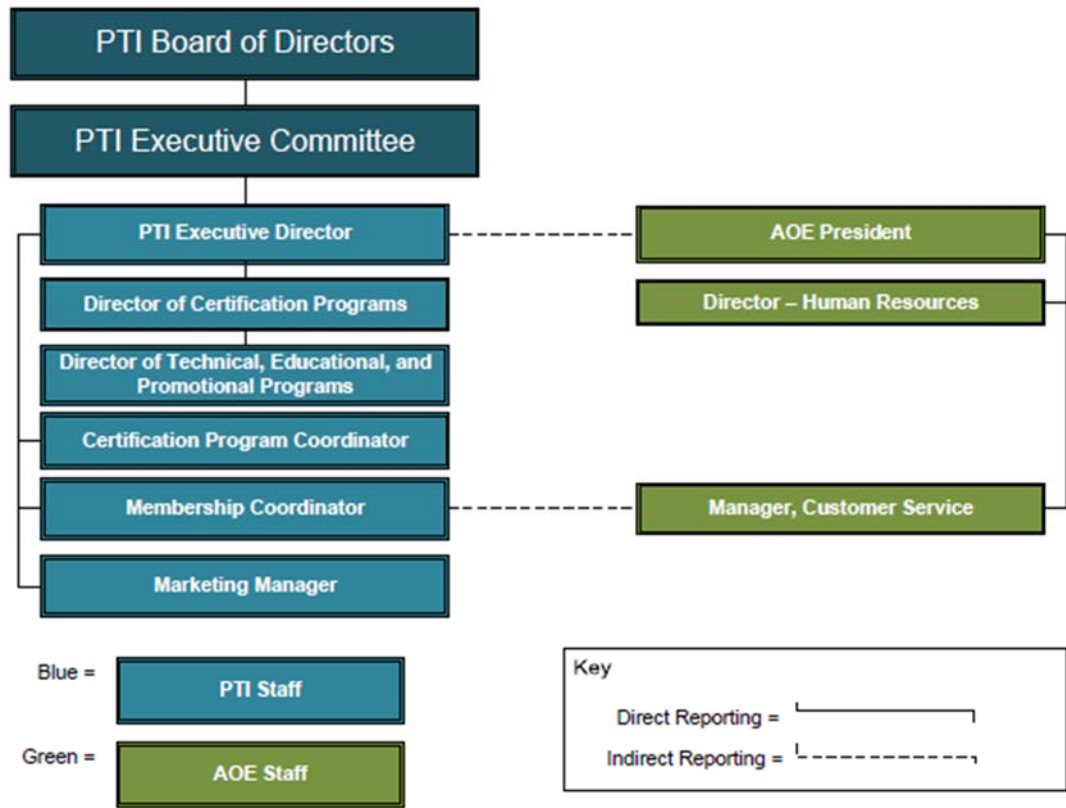 PTI Board of Directors
PTI Executive Committee
PTI Executive Director
AOE President
Director of Certification Programs
Director – Human Resources
Director of Technical, Educational, and
Promotional Programs
Certification Program Coordinator
Membership Coordinator
Manager, Customer Service
Marketing Manager
Blue =
PTI Staff
Green =
AOE Staff
Key
Direct Reporting =
Indirect Reporting =